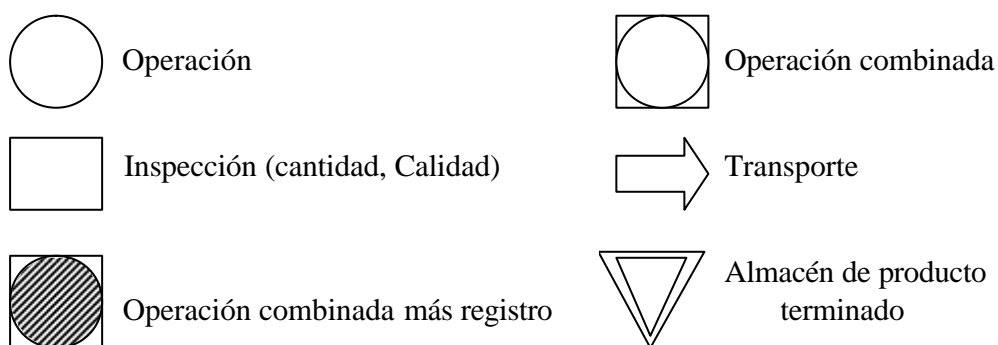 Operación
Operación combinada
Inspección (cantidad, Calidad)
Transporte
Operación combinada más registro
Almacén de producto
terminado